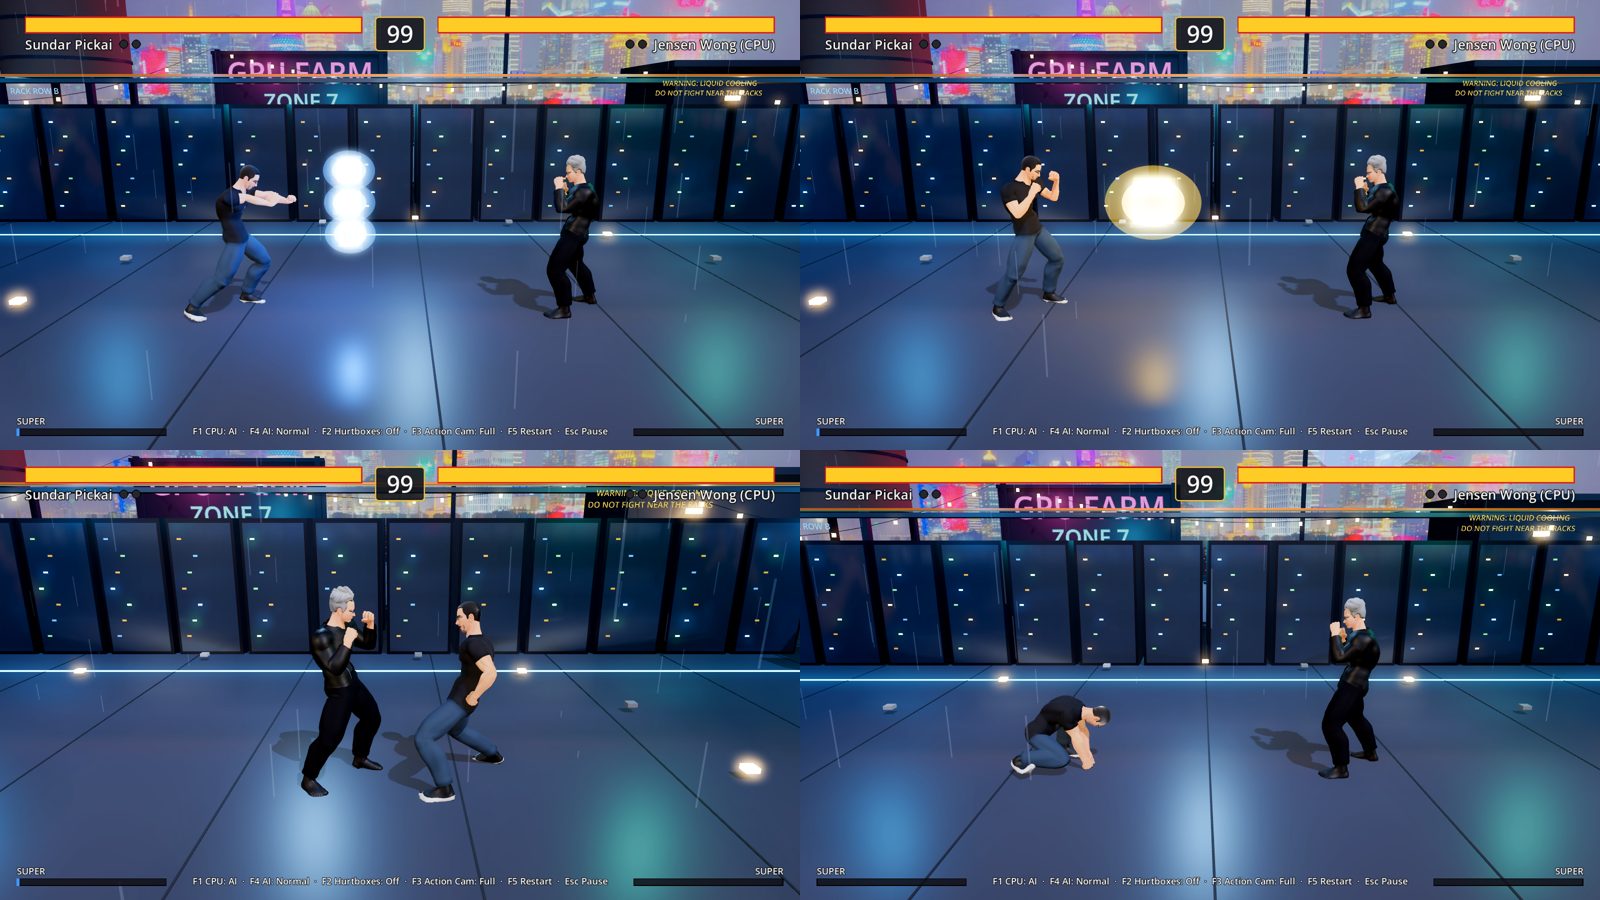 99
Sundar Pickai
Jensen Wong (CPU)
GPU FARM
ZONE 7
RACK ROW B
WARNING: LIQUID COOLING
DO NOT FIGHT NEAR THE RACKS
SUPER
SUPER
F1 CPU: AI · F4 AI: Normal · F2 Hurtboxes: Off · F3 Action Cam: Full · F5 Restart · Esc Pause
99
Sundar Pickai
Jensen Wong (CPU)
GPU FARM
ZONE 7
RACK ROW B
WARNING: LIQUID COOLING
DO NOT FIGHT NEAR THE RACKS
SUPER
SUPER
F1 CPU: AI · F4 AI: Normal · F2 Hurtboxes: Off · F3 Action Cam: Full · F5 Restart · Esc Pause
99
Sundar Pickai
Jensen Wong (CPU)
ZONE 7
DO NOT FIGHT NEAR THE RACKS
SUPER
SUPER
F1 CPU: AI · F4 AI: Normal · F2 Hurtboxes: Off · F3 Action Cam: Full · F5 Restart · Esc Pause
99
Sundar Pickai
Jensen Wong (CPU)
GPU FARM
ZONE 7
ROW B
WARNING: LIQUID COOLING
DO NOT FIGHT NEAR THE RACKS
SUPER
SUPER
F1 CPU: AI · F4 AI: Normal · F2 Hurtboxes: Off · F3 Action Cam: Full · F5 Restart · Esc Pause